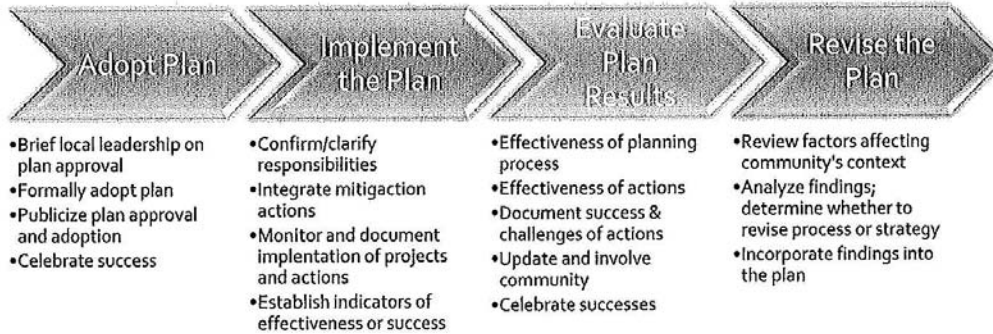 Adopt Plan
Implement
the Plan
Evaluate
Plan
Results
Revise the
Plan
•Brief local leadership on
plan approval
•Formally adopt plan
•Publicize plan approval
and adoption
•Celebrate success
•Confirm/clarify
responsibilities
•Integrate mitigaction
actions
•Monitor and document
implentation of projects
and actions
•Establish indicators of
effectiveness or success
•Effectiveness of planning
process
•Effectiveness of actions
•Document success &
challenges of actions
•Update and involve
community
•Celebrate successes
•Review factors affecting
community's context
•Analyze findings;
determine whether to
revise process or strategy
•Incorporate findings into
the plan